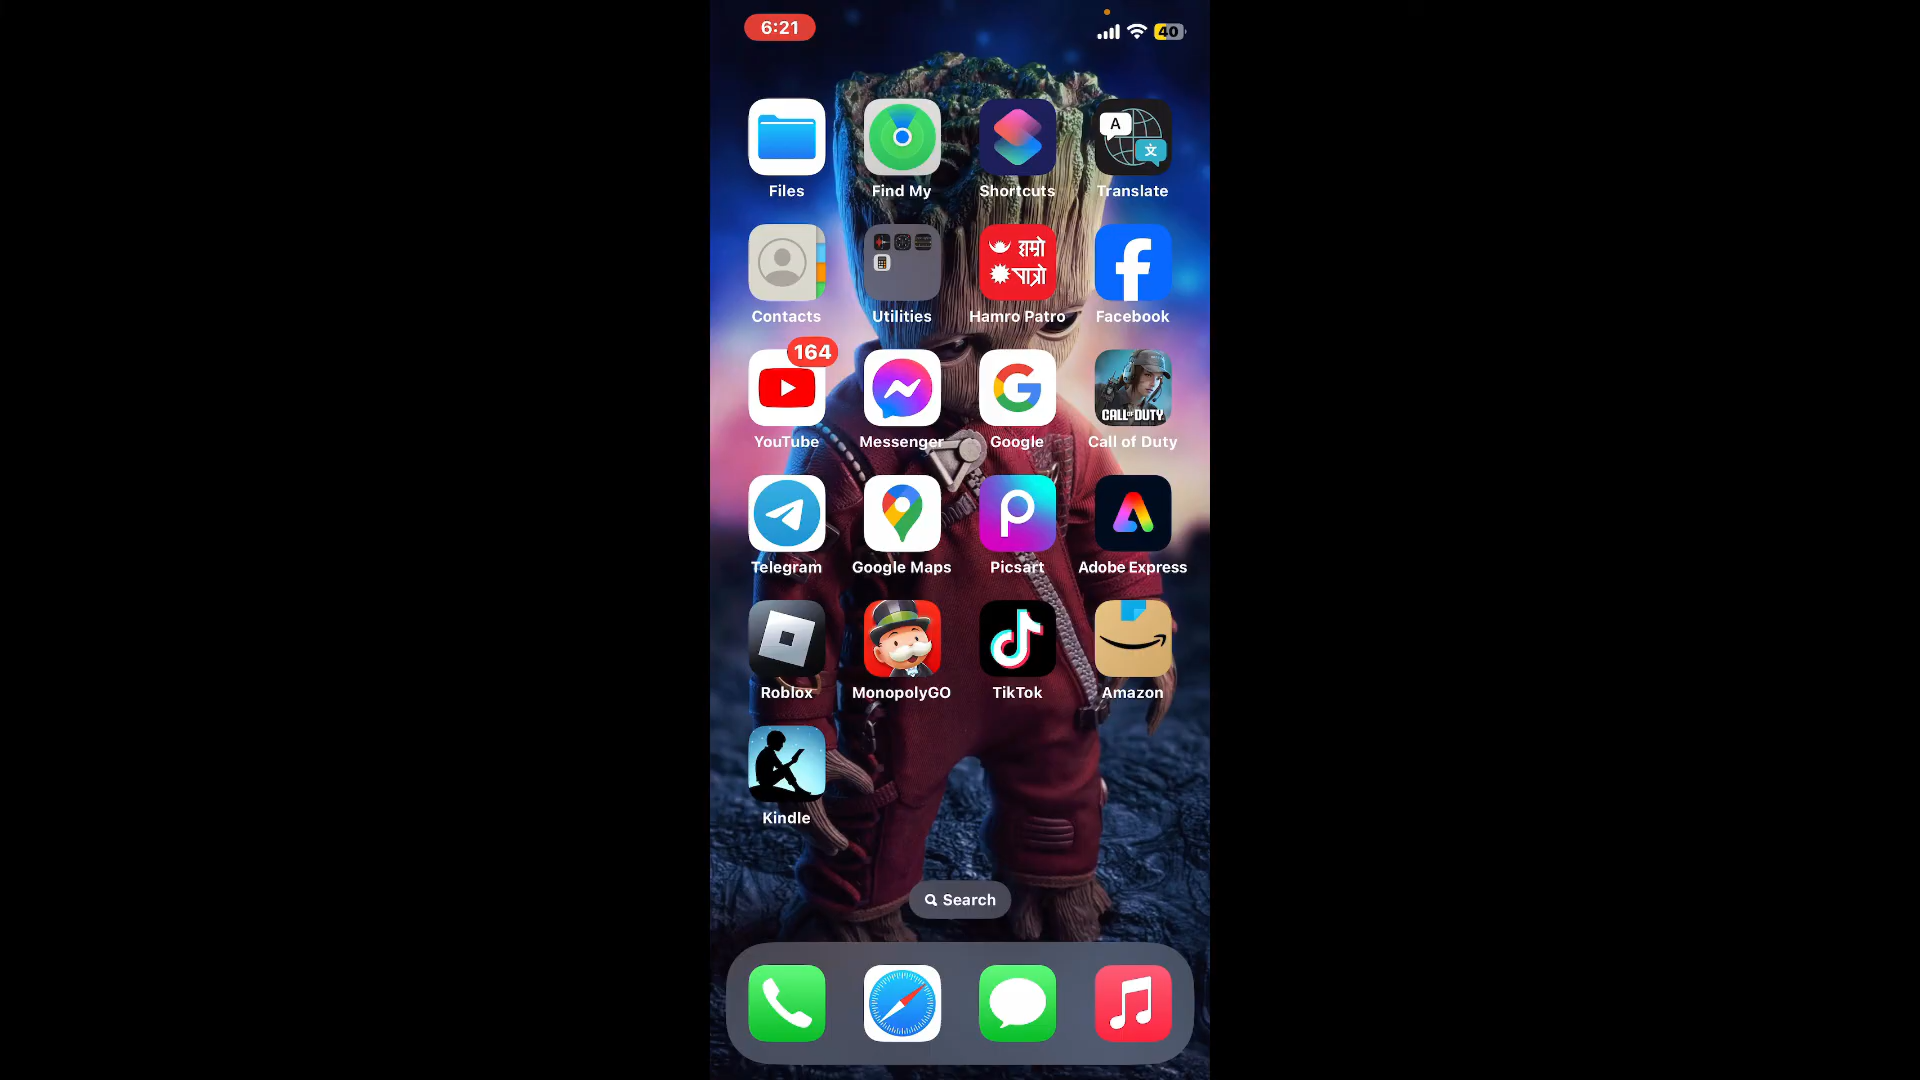 6:21
40
A
文
Files
Find My
Shortcuts
Translate
हाम्रो
पात्रो
Contacts
Utilities
Hamro Patro
Facebook
164
CALL OF DUTY
YouTube
Messenger
Google
Call of Duty
Telegram
Google Maps
Picsart
Adobe Express
Roblox
MonopolyGO
TikTok
Amazon
Kindle
Search